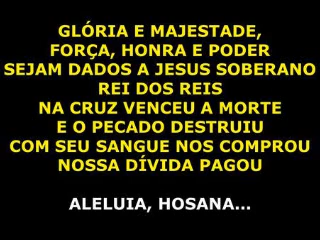 GLÓRIA E MAJESTADE,
FORÇA, HONRA E PODER
SEJAM DADOS A JESUS SOBERANO
REI DOS REIS
NA CRUZ VENCEU A MORTE
E O PECADO DESTRUIU
COM SEU SANGUE NOS COMPROU
NOSSA DÍVIDA PAGOU
ALELUIA, HOSANA...